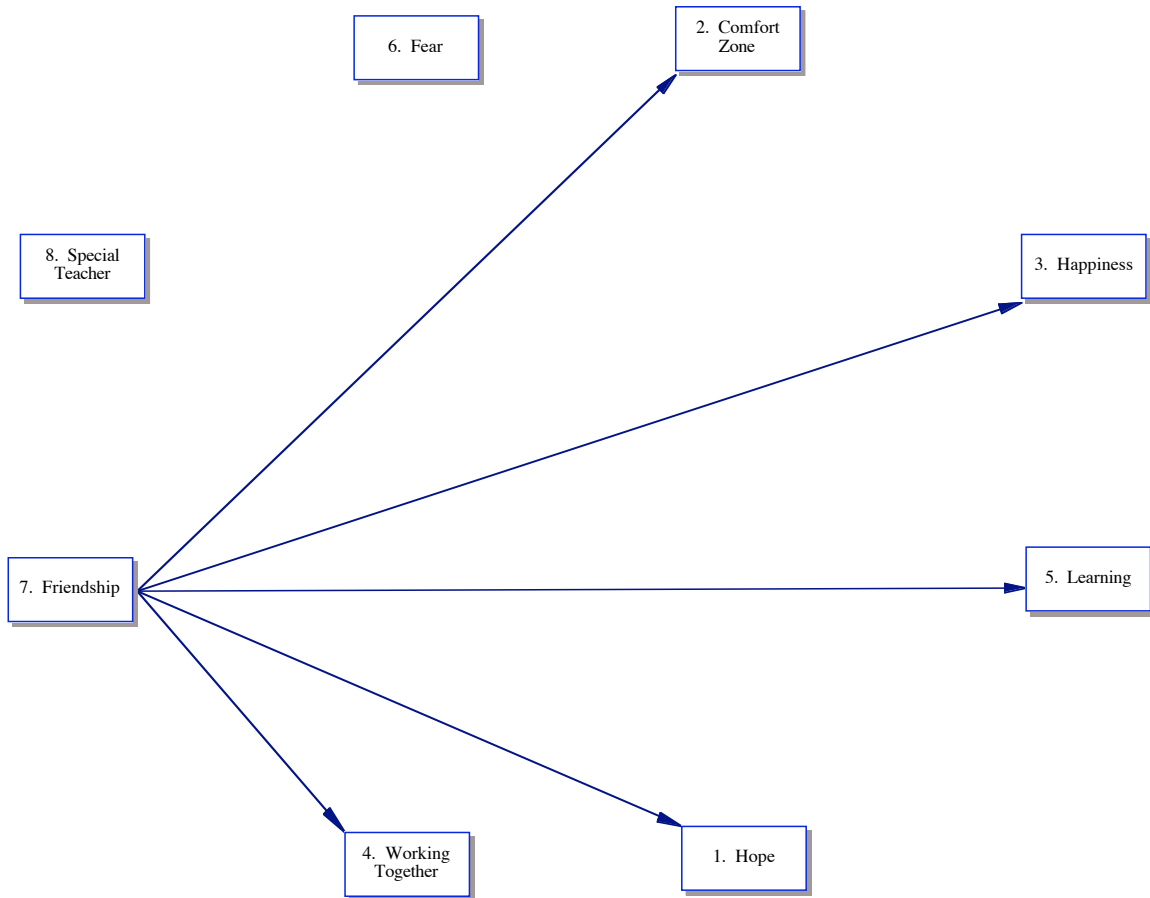 6. Fear
2. Comfort
Zone
8. Special
Teacher
3. Happiness
7. Friendship
5. Learning
4. Working
Together
1. Hope